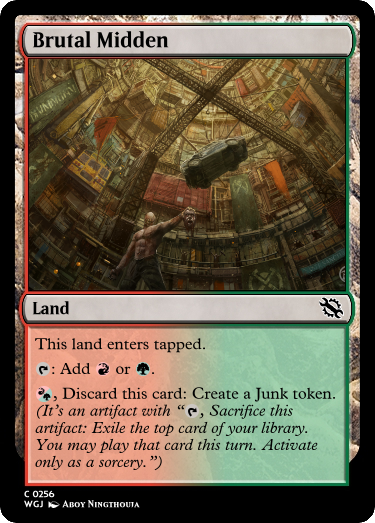 Brutal Midden
Land
This land enters tapped.
: Add or .
, Discard this card: Create a Junk token.
(It's an artifact with “, Sacrifice this
artifact: Exile the top card of your library.
You may play that card this turn. Activate
only as a sorcery.”)
C 0256
WGJ Aboy Ningthouja